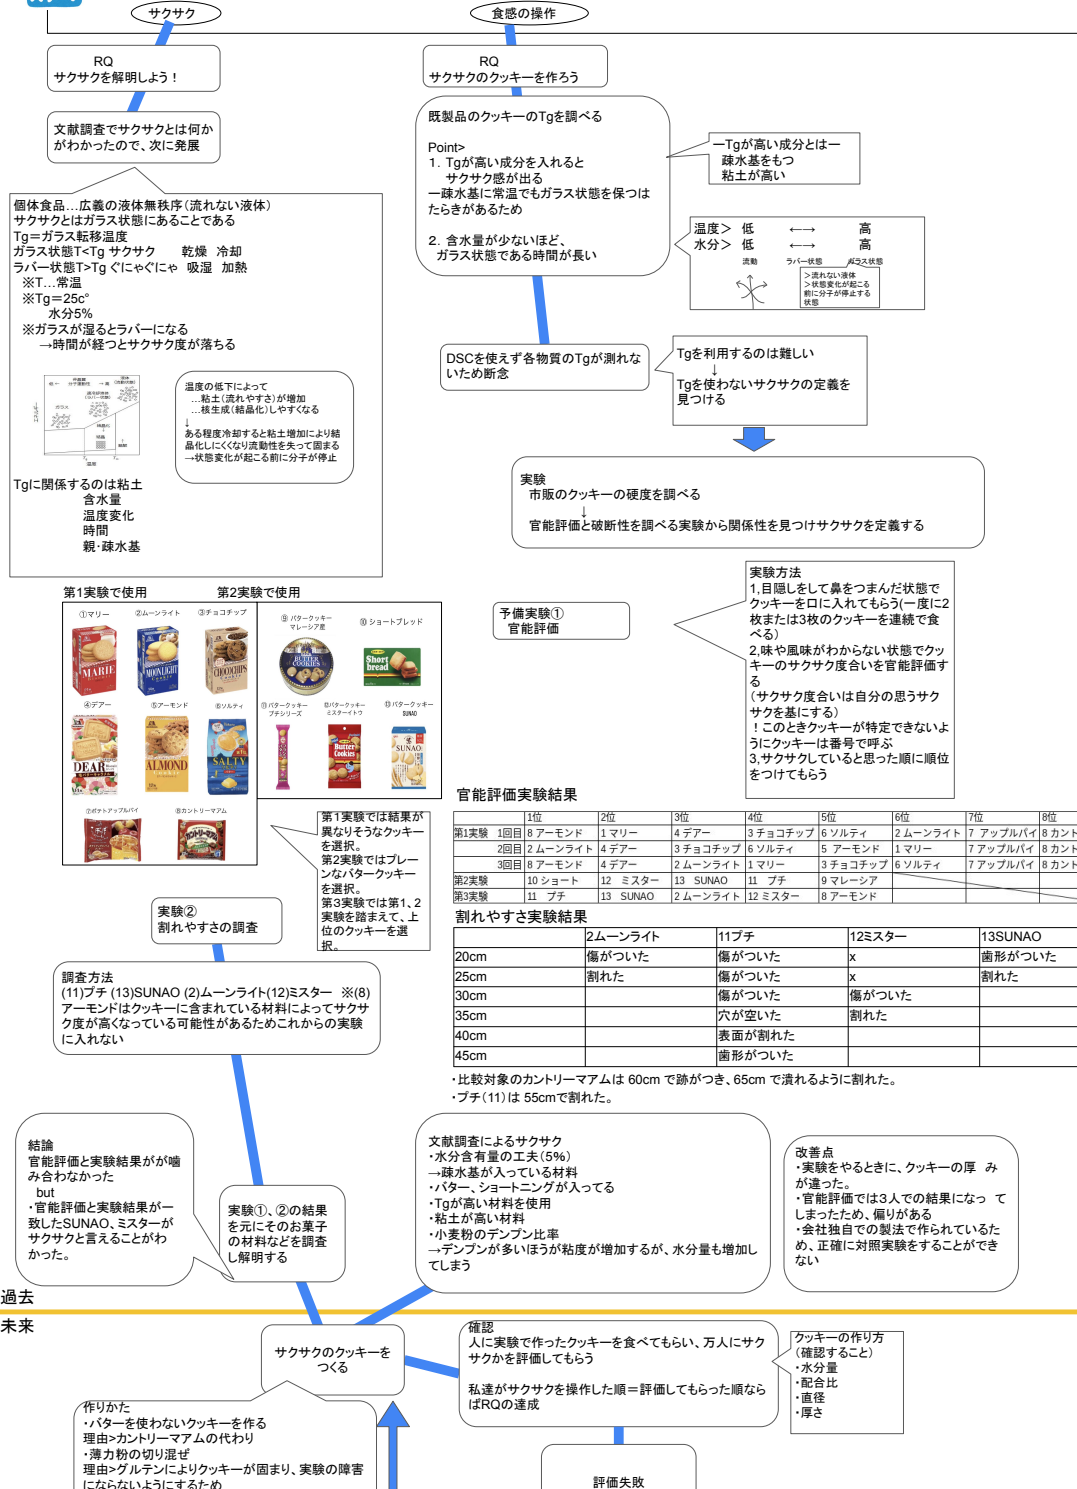 サクサク
食感の操作
RQ
サクサクを解明しよう！
RQ
サクサクのクッキーを作ろう
文献調査でサクサクとは何か
がわかったので、次に発展
既製品のクッキーのTgを調べる
Point>
1. Tgが高い成分を入れると
サクサク感が出る
ー疎水基に常温でもガラス状態を保つは
たらきがあるため
2. 含水量が少ないほど、
ガラス状態である時間が長い
ーTgが高い成分とはー
疎水基をもつ
粘土が高い
温度> 低 ←→ 高
水分> 低 ←→ 高
流動 ラバー状態 ガラス状態
>流れない液体
>状態変化が起こる
前に分子が停止する
状態
個体食品…広義の液体無秩序(流れない液体)
サクサクとはガラス状態にあることである
Tg＝ガラス転移温度
ガラス状態T<Tg サクサク 乾燥 冷却
ラバー状態T>Tg ぐにゃぐにゃ 吸湿 加熱
※T…常温
※Tg＝25c°
水分5%
※ガラスが湿るとラバーになる
→時間が経つとサクサク度が落ちる
ガラス
温度
温度の低下によって
…粘土(流れやすさ)が増加
…核生成(結晶化)しやすくなる
↓
ある程度冷却すると粘土増加により結
晶化しにくくなり流動性を失って固まる
→状態変化が起こる前に分子が停止
Tgに関係するのは粘土
含水量
温度変化
時間
親・疎水基
DSCを使えず各物質のTgが測れな
いため断念
Tgを利用するのは難しい
↓
Tgを使わないサクサクの定義を
見つける
実験
市販のクッキーの硬度を調べる
↓
官能評価と破断性を調べる実験から関係性を見つけサクサクを定義する
第1実験で使用 第2実験で使用
①マリー ②ムーンライト ③チョコチップ
MARIE
MOONLIGHT
CHOCOCHIPS
④デアー ⑤アーモンド ⑥ソルティ
DEAR
ALMOND
SALTY
⑦ポテトアップルパイ ⑧カントリーマアム
⑨ バタークッキー
マレーシア産
⑩ ショートブレッド
BUTTER COOKIES
Short bread
⑪バタークッキー
プチシリーズ
⑫バタークッキー
ミスターイトウ
⑬バタークッキー
SUNAO
Butter Cookies
SUNAO
予備実験①
官能評価
実験方法
1,目隠しをして鼻をつまんだ状態で
クッキーを口に入れてもらう(一度に2
枚または3枚のクッキーを連続で食
べる)
2,味や風味がわからない状態でクッ
キーのサクサク度合いを官能評価す
る
(サクサク度合いは自分の思うサク
サクを基にする)
！このときクッキーが特定できないよ
うにクッキーは番号で呼ぶ
3,サクサクしていると思った順に順位
をつけてもらう
第1実験では結果が
異なりそうなクッキー
を選択。
第2実験ではプレー
ンなバタークッキー
を選択。
第3実験では第1、2
実験を踏まえて、上
位のクッキーを選
択。
官能評価実験結果
1位 2位 3位 4位 5位 6位 7位 8位
第1実験 1回目 8 アーモンド 1 マリー 4 デアー 3 チョコチップ 6 ソルティ 2 ムーンライト 7 アップルパイ 8 カント
2回目 2 ムーンライト 4 デアー 3 チョコチップ 6 ソルティ 5 アーモンド 1 マリー 7 アップルパイ 8 カント
3回目 8 アーモンド 4 デアー 2 ムーンライト 1 マリー 3 チョコチップ 6 ソルティ 7 アップルパイ 8 カント
第2実験 10 ショート 12 ミスター 13 SUNAO 11 プチ 9 マレーシア
第3実験 11 プチ 13 SUNAO 2 ムーンライト 12 ミスター 8 アーモンド
割れやすさ実験結果
2ムーンライト 11プチ 12ミスター 13SUNAO
20cm 傷がついた 傷がついた x 歯形がついた
25cm 割れた 傷がついた x 割れた
30cm 傷がついた 傷がついた
35cm 穴が空いた 割れた
40cm 表面が割れた
45cm 歯形がついた
・比較対象のカントリーマアムは 60cm で跡がつき、65cm で潰れるように割れた。
・プチ（11）は 55cmで割れた。
実験②
割れやすさの調査
調査方法
(11)プチ (13)SUNAO (2)ムーンライト(12)ミスター ※(8)
アーモンドはクッキーに含まれている材料によってサクサ
ク度が高くなっている可能性があるためこれからの実験
に入れない
結論
官能評価と実験結果がが噛
み合わなかった
but
・官能評価と実験結果が一
致したSUNAO、ミスターが
サクサクと言えることがわ
かった。
実験①、②の結果
を元にそのお菓子
の材料などを調査
し解明する
文献調査によるサクサク
・水分含有量の工夫(5%)
→疎水基が入っている材料
・バター、ショートニングが入ってる
・Tgが高い材料を使用
・粘土が高い材料
・小麦粉のデンプン比率
→デンプンが多いほうが粘度が増加するが、水分量も増加し
てしまう
改善点
・実験をやるときに、クッキーの厚 み
が違った。
・官能評価では3人での結果になっ て
しまったため、偏りがある
・会社独自での製法で作られているた
め、正確に対照実験をすることができ
ない
過去
未来
サクサクのクッキーを
つくる
確認
人に実験で作ったクッキーを食べてもらい、万人にサク
サクかを評価してもらう
私達がサクサクを操作した順＝評価してもらった順なら
ばRQの達成
クッキーの作り方
(確認すること)
・水分量
・配合比
・直径
・厚さ
作りかた
・バターを使わないクッキーを作る
理由>カントリーマアムの代わり
・薄力粉の切り混ぜ
理由>グルテンによりクッキーが固まり、実験の障害
にならないようにするため
評価失敗